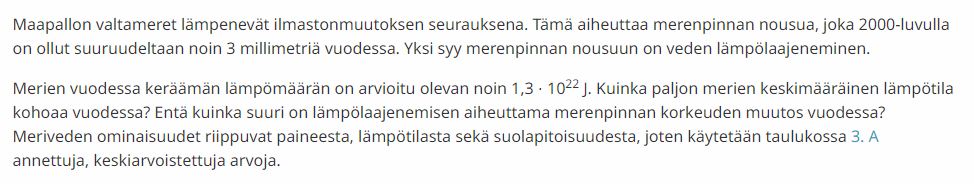 Maapallon valtameret lämpenevät ilmastonmuutoksen seurauksena. Tämä aiheuttaa merenpinnan nousua, joka 2000-luvulla
on ollut suuruudeltaan noin 3 millimetriä vuodessa. Yksi syy merenpinnan nousuun on veden lämpölaajeneminen.
Merien vuodessa keräämän lämpömäärän on arvioitu olevan noin 1,3 · 10²² J. Kuinka paljon merien keskimääräinen lämpötila
kohoaa vuodessa? Entä kuinka suuri on lämpölaajenemisen aiheuttama merenpinnan korkeuden muutos vuodessa?
Meriveden ominaisuudet riippuvat paineesta, lämpötilasta sekä suolapitoisuudesta, joten käytetään taulukossa 3. A
annettuja, keskiarvoistettuja arvoja.